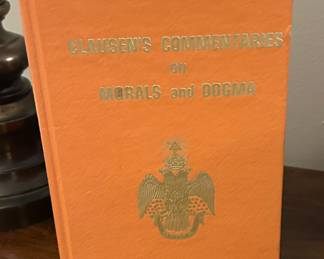 CLAUSEN'S COMMENTARIES
on
MORALS and DOGMA